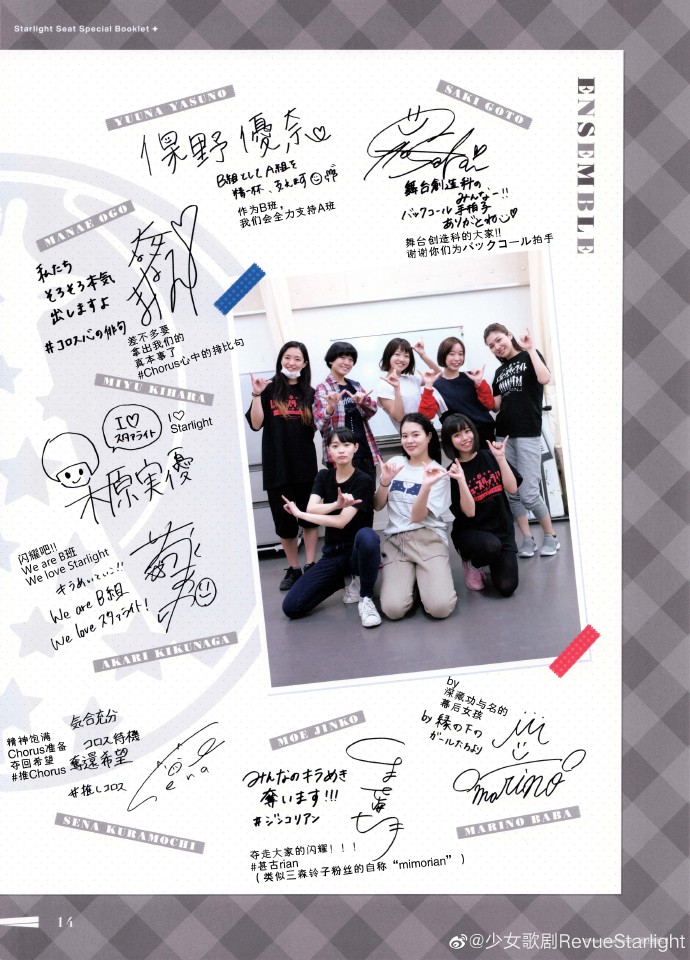 Starlight Seat Special Booklet
ENSEMBLE
YUUNA YASUNO
保野優奈♡
B組としてA組を
精一杯、支えます
作为B班，
我们会全力支持A班
SAKI GOTO
舞台創造科の
みんなー!!
バックコール 手拍子
ありがとね
舞台创造科的大家!!
谢谢你们为バックコール拍手
MANAE OGO
私たち
そろそろ本気
出しますよ
#コロスバの俳句
差不多要
拿出我们的
真本事了
#Chorus心中的排比句
MIYU KIHARA
I♡
スタァライト
I♡
Starlight
木原実優
闪耀吧!!
We are B班
We love Starlight
キラめいていこう!!
We are B組
We love スタァライト!
AKARI KIKUNAGA
精神饱满
Chorus准备
夺回希望
#推Chorus
気合充分
コロス待機
奪還希望
#推しコロス
Sena
SENA KURAMOCHI
MOE JINKO
みんなのキラめき
奪います!!!
#ジンコリアン
夺走大家的闪耀！！！
#甚古rian
（类似三森铃子粉丝的自称“mimorian”）
by
深藏功与名的
幕后女孩
by 縁の下の
ガールたちより
marino
MARINO BABA
14
@少女歌剧RevueStarlight